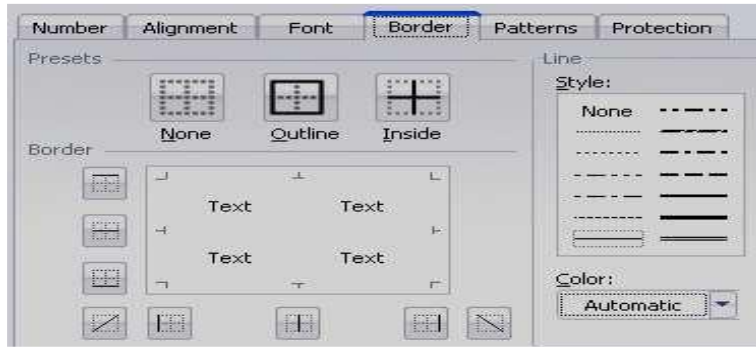 Number Alignment Font Border Patterns Protection
Presets
Line
Style:
None
None Outline Inside
Border
Text Text
Text Text
Color:
Automatic